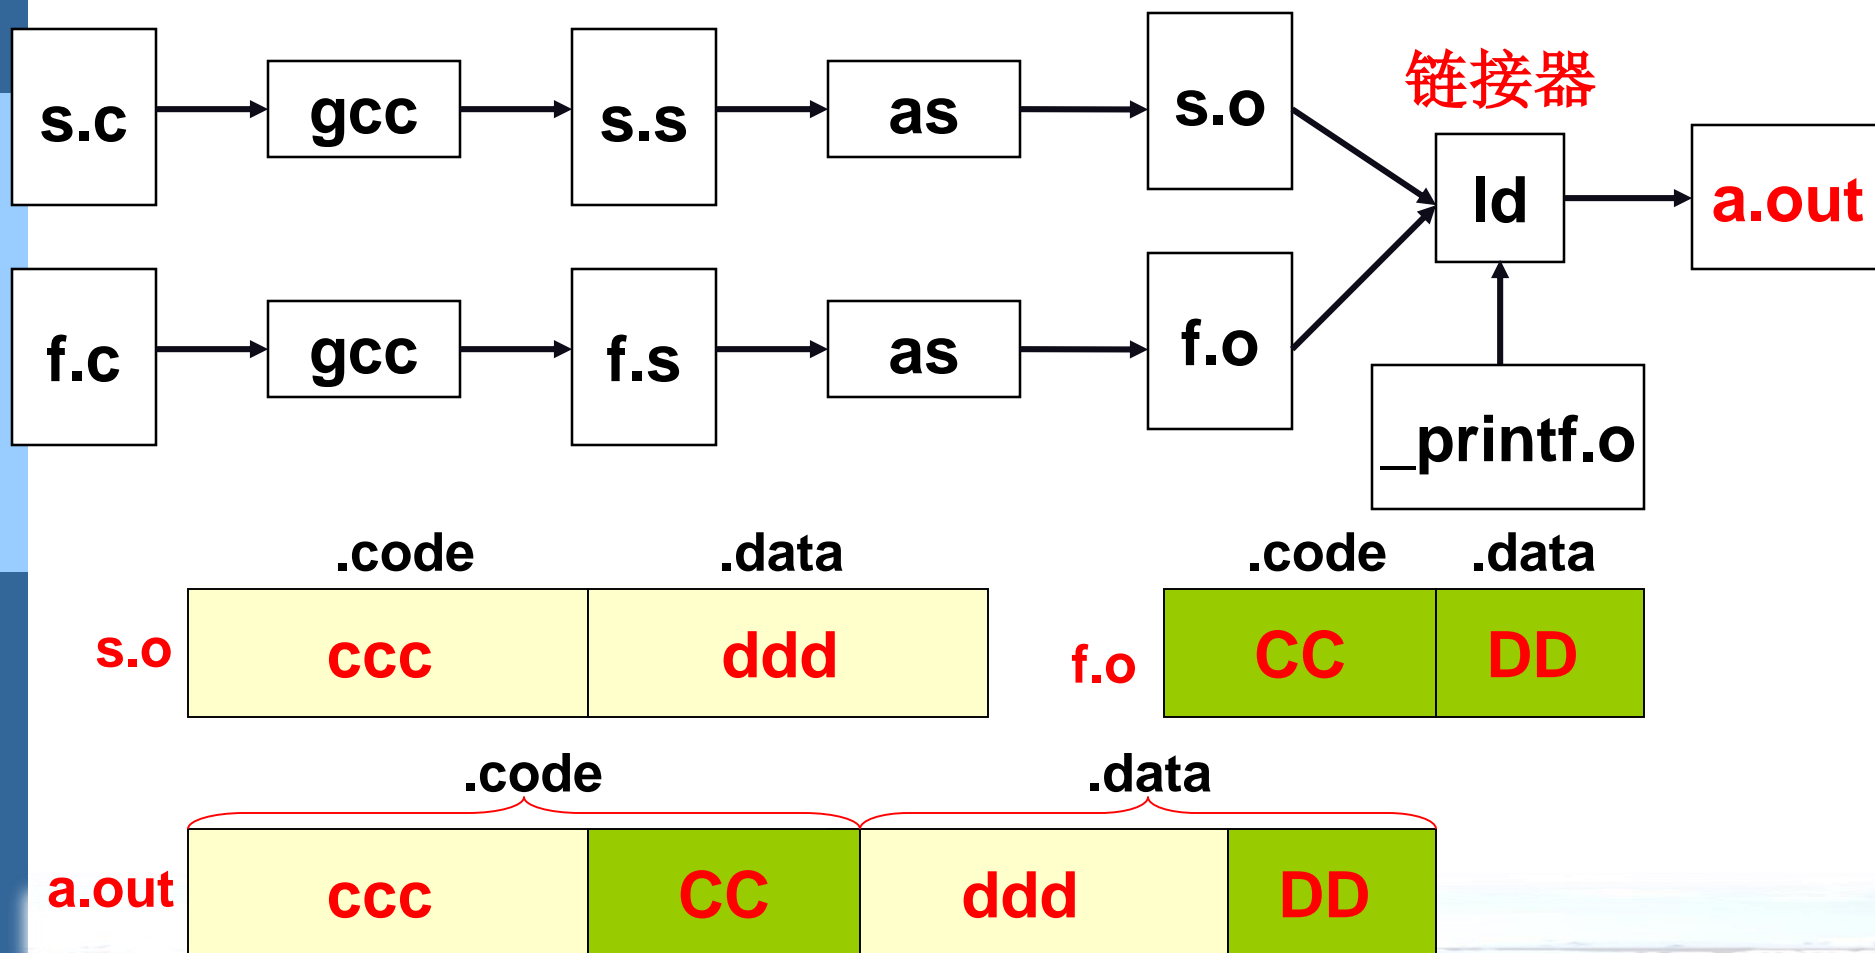 s.c
gcc
s.s
as
s.o
链接器
ld
a.out
f.c
gcc
f.s
as
f.o
_printf.o
.code .data
s.o ccc ddd
.code .data
f.o CC DD
.code .data
a.out ccc CC ddd DD